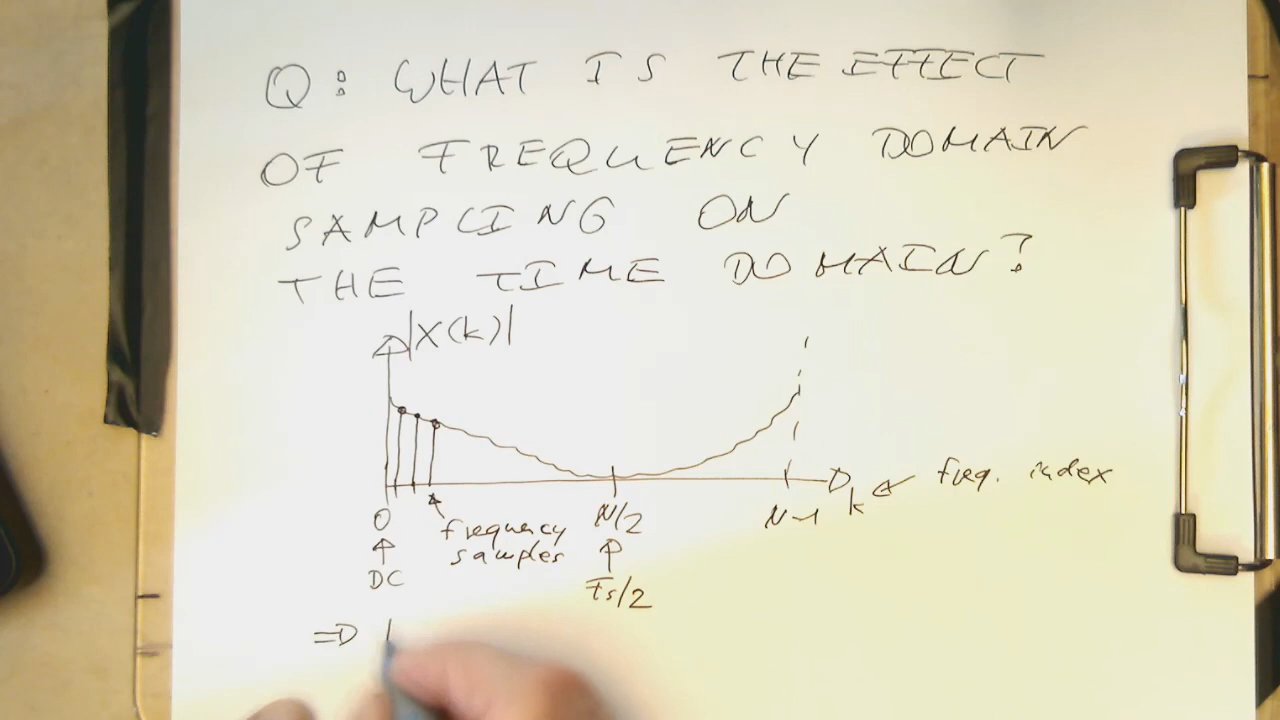 Q: WHAT IS THE EFFECT
OF FREQUENCY DOMAIN
SAMPLING ON
THE TIME DOMAIN?
|X(k)|
freq. index
k
0
frequency
samples
N/2
N-1
DC
Fs/2
=>